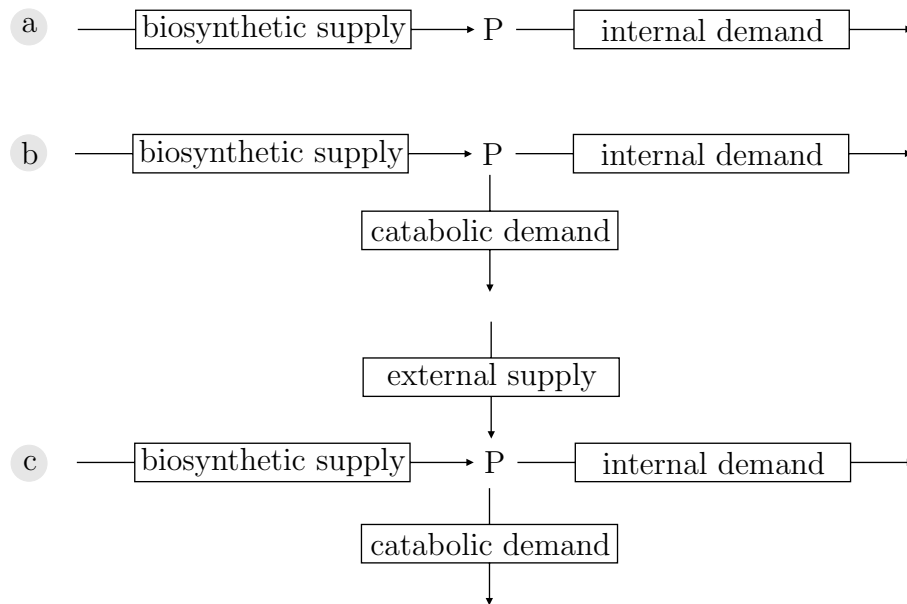 a biosynthetic supply P internal demand
b biosynthetic supply P internal demand
catabolic demand
external supply
c biosynthetic supply P internal demand
catabolic demand